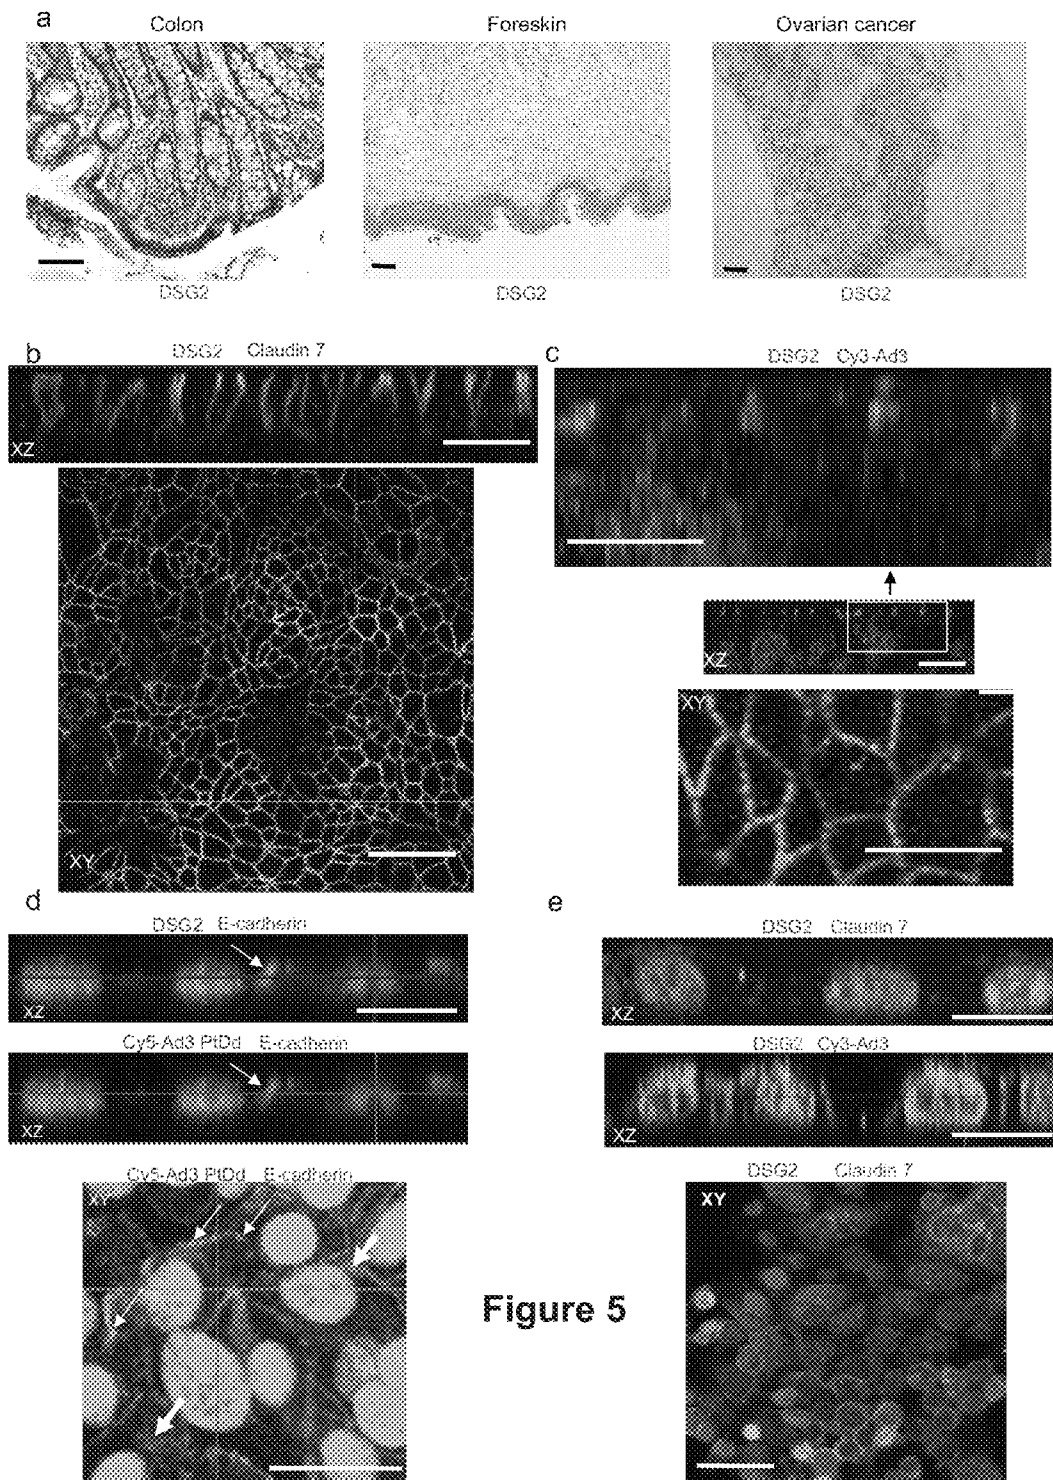 a
Colon Foreskin Ovarian cancer
DSG2 DSG2 DSG2
b
DSG2 Claudin 7
XZ
XY
c
DSG2 Cy3-Ad3
XZ
XY
d
DSG2 E-cadherin
XZ
Cy5-Ad3 PtDd E-cadherin
XZ
Cy5-Ad3 PtDd E-cadherin
XY
e
DSG2 Claudin 7
XZ
DSG2 Cy3-Ad3
XZ
DSG2 Claudin 7
XY
Figure 5